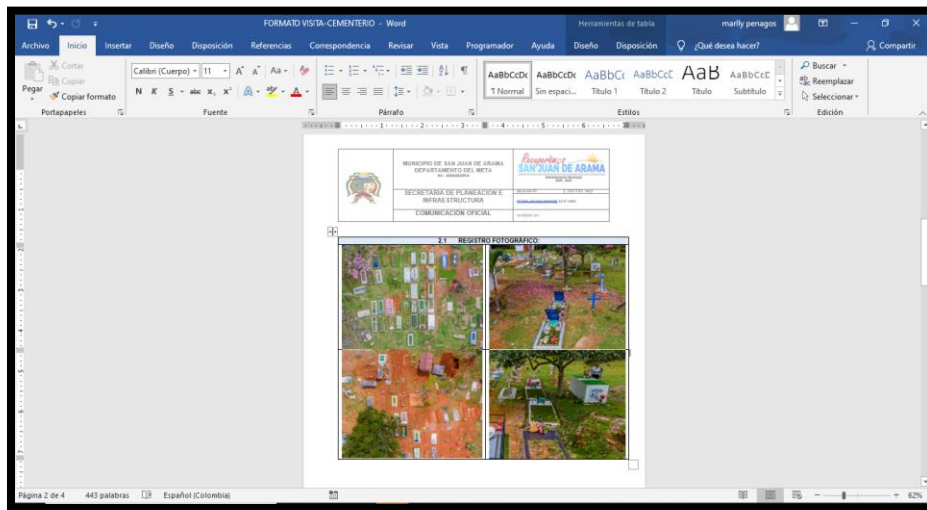 FORMATO VISITA-CEMENTERIO - Word
Herramientas de tabla
marlly penagos
Archivo Inicio Insertar Diseño Disposición Referencias Correspondencia Revisar Vista Programador Ayuda Diseño Disposición ¿Qué desea hacer? Compartir
Pegar
Cortar
Copiar
Copiar formato
Portapapeles
Calibri (Cuerpo) 11
N K S abc x₂ x²
Fuente
Párrafo
AaBbCcDc AaBbCcDc AaBbCc AaBbCcC AaB AaBbCcC
¶ Normal Sin espaci... Título 1 Título 2 Título Subtítulo
Estilos
Buscar
Reemplazar
Seleccionar
Edición
MUNICIPIO DE SAN JUAN DE ARAMA
DEPARTAMENTO DEL META
SECRETARIA DE PLANEACION E
INFRAESTRUCTURA
COMUNICACIÓN OFICIAL
SAN JUAN DE ARAMA
2.1 REGISTRO FOTOGRÁFICO:
Página 2 de 4 443 palabras Español (Colombia) 62%